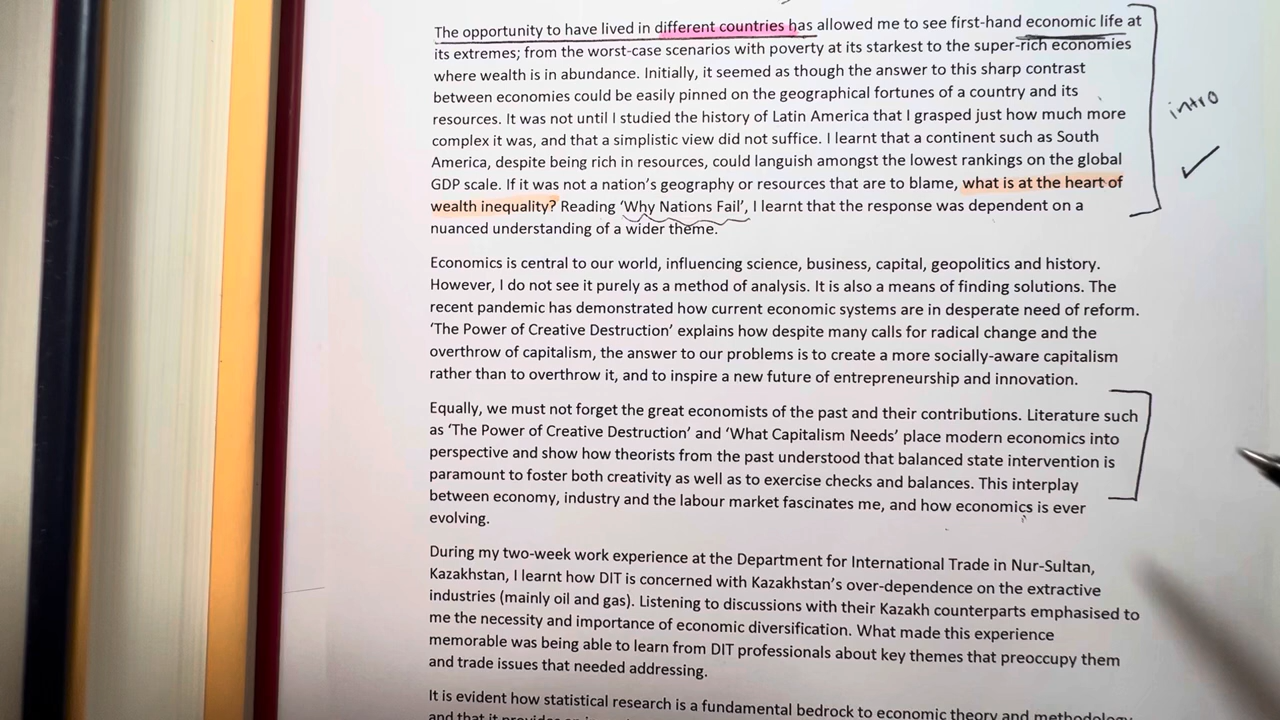 The opportunity to have lived in different countries has allowed me to see first-hand economic life at
its extremes; from the worst-case scenarios with poverty at its starkest to the super-rich economies
where wealth is in abundance. Initially, it seemed as though the answer to this sharp contrast
between economies could be easily pinned on the geographical fortunes of a country and its
resources. It was not until I studied the history of Latin America that I grasped just how much more
complex it was, and that a simplistic view did not suffice. I learnt that a continent such as South
America, despite being rich in resources, could languish amongst the lowest rankings on the global
GDP scale. If it was not a nation's geography or resources that are to blame, what is at the heart of
wealth inequality? Reading 'Why Nations Fail', I learnt that the response was dependent on a
nuanced understanding of a wider theme.
intro
Economics is central to our world, influencing science, business, capital, geopolitics and history.
However, I do not see it purely as a method of analysis. It is also a means of finding solutions. The
recent pandemic has demonstrated how current economic systems are in desperate need of reform.
'The Power of Creative Destruction' explains how despite many calls for radical change and the
overthrow of capitalism, the answer to our problems is to create a more socially-aware capitalism
rather than to overthrow it, and to inspire a new future of entrepreneurship and innovation.
Equally, we must not forget the great economists of the past and their contributions. Literature such
as 'The Power of Creative Destruction' and 'What Capitalism Needs' place modern economics into
perspective and show how theorists from the past understood that balanced state intervention is
paramount to foster both creativity as well as to exercise checks and balances. This interplay
between economy, industry and the labour market fascinates me, and how economics is ever
evolving.
During my two-week work experience at the Department for International Trade in Nur-Sultan,
Kazakhstan, I learnt how DIT is concerned with Kazakhstan's over-dependence on the extractive
industries (mainly oil and gas). Listening to discussions with their Kazakh counterparts emphasised to
me the necessity and importance of economic diversification. What made this experience
memorable was being able to learn from DIT professionals about key themes that preoccupy them
and trade issues that needed addressing.
It is evident how statistical research is a fundamental bedrock to economic theory and methodology
and that it